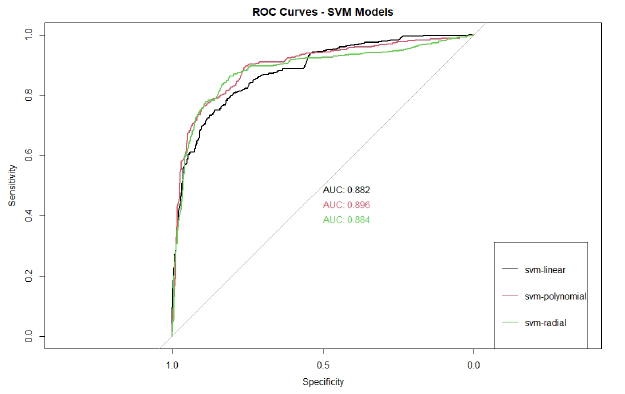 ROC Curves - SVM Models
Sensitivity
0.0 0.2 0.4 0.6 0.8 1.0
AUC: 0.882
AUC: 0.896
AUC: 0.884
svm-linear
svm-polynomial
svm-radial
1.0 0.5 0.0
Specificity